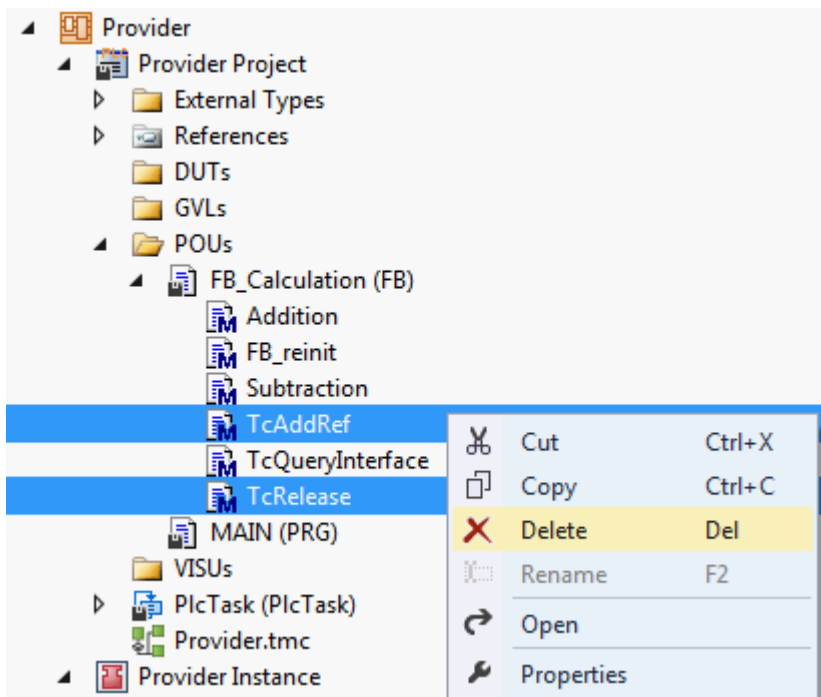 Provider
Provider Project
External Types
References
DUTs
GVLs
POUs
FB_Calculation (FB)
Addition
FB_reinit
Subtraction
TcAddRef
TcQueryInterface
TcRelease
MAIN (PRG)
VISUs
PlcTask (PlcTask)
Provider.tmc
Provider Instance
Cut Ctrl+X
Copy Ctrl+C
Delete Del
Rename F2
Open
Properties